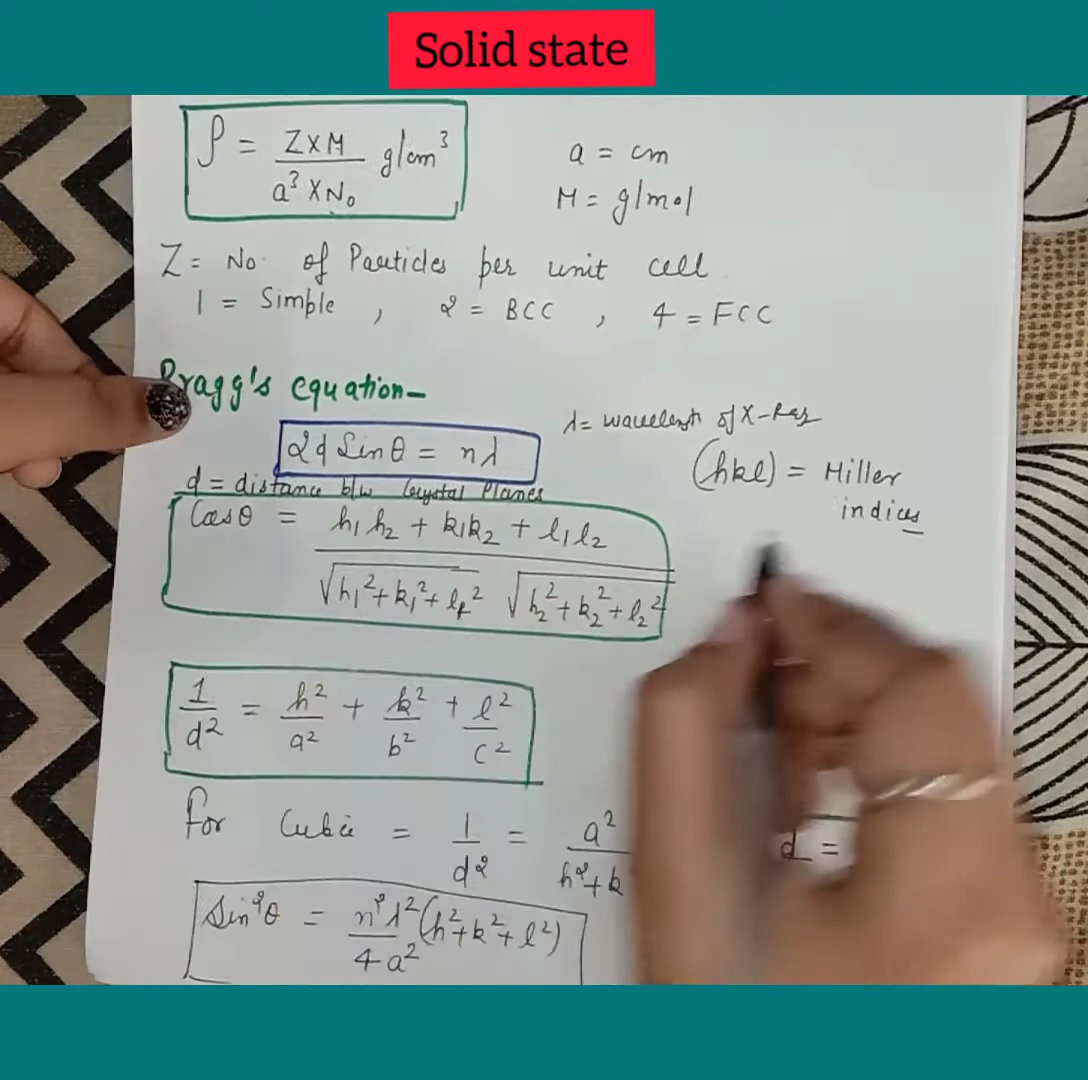 Solid state
ρ = Z×M / a³ × N₀ g/cm³
a = cm
M = g/mol
Z = No. of Particles per unit cell
1 = Simple, 2 = BCC, 4 = FCC
Bragg's equation-
λ = wavelength of X-Ray
2d Sinθ = nλ
(hkl) = Miller indices
d = distance b/w Crystal Planes
Cosθ = h₁h₂ + k₁k₂ + l₁l₂ / √h₁²+k₁²+l₁² √h₂²+k₂²+l₂²
1/d² = h²/a² + k²/b² + l²/c²
For Cubic = 1/d² = a²/h²+k
d =
Sin²θ = n²λ²/4a² (h²+k²+l²)